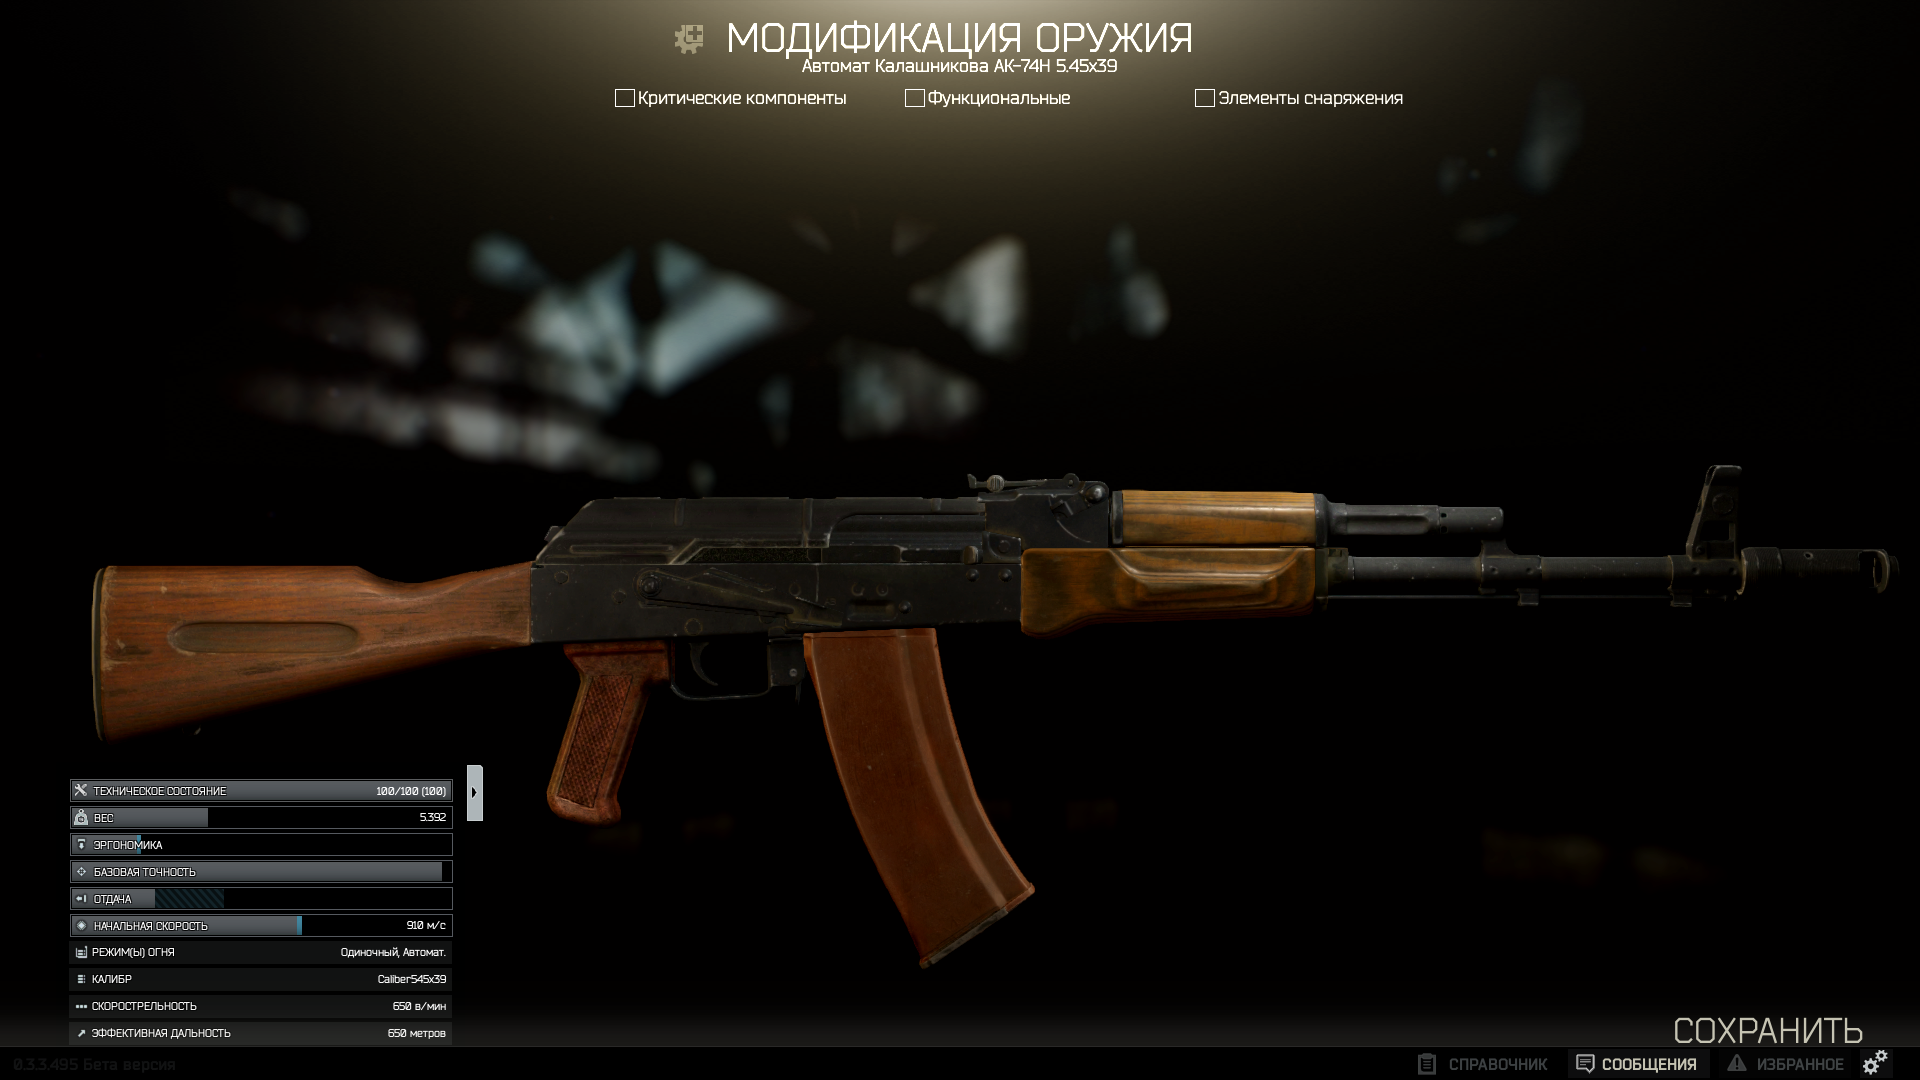 МОДИФИКАЦИЯ ОРУЖИЯ
Автомат Калашникова АК-74Н 5.45x39
Критические компоненты Функциональные Элементы снаряжения
ТЕХНИЧЕСКОЕ СОСТОЯНИЕ 100/100 (100)
ВЕС 5.392
ЭРГОНОМИКА
БАЗОВАЯ ТОЧНОСТЬ
ОТДАЧА
НАЧАЛЬНАЯ СКОРОСТЬ 910 м/с
РЕЖИМ(Ы) ОГНЯ Одиночный, Автомат.
КАЛИБР Caliber545x39
СКОРОСТРЕЛЬНОСТЬ 650 в/мин
ЭФФЕКТИВНАЯ ДАЛЬНОСТЬ 650 метров
СОХРАНИТЬ
0.3.3.495 Бета версия СПРАВОЧНИК СООБЩЕНИЯ ИЗБРАННОЕ